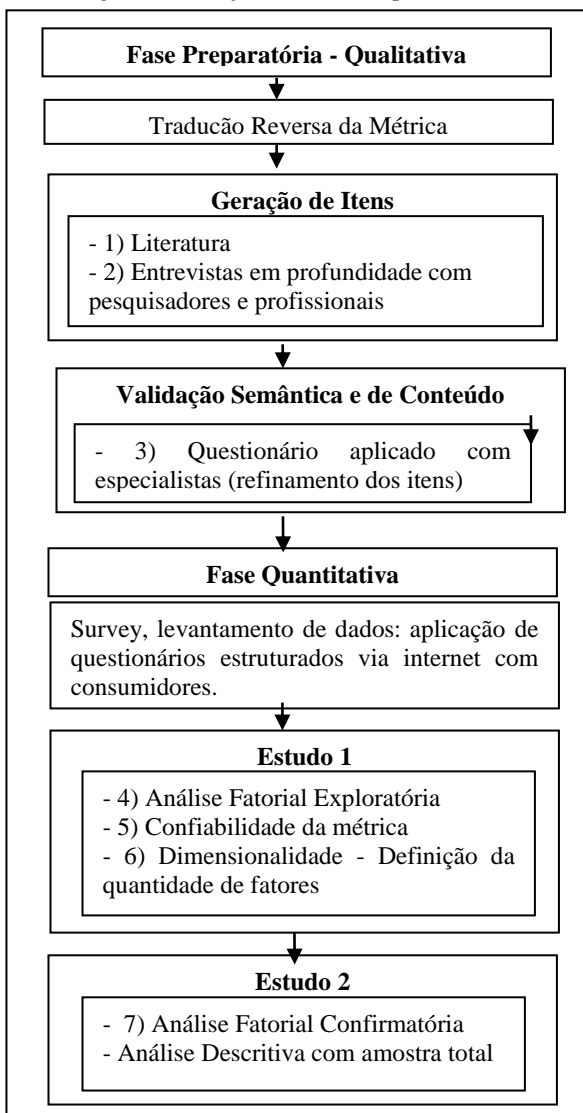 Fase Preparatória - Qualitativa
Tradução Reversa da Métrica
Geração de Itens
- 1) Literatura
- 2) Entrevistas em profundidade com
pesquisadores e profissionais
Validação Semântica e de Conteúdo
- 3) Questionário aplicado com
especialistas (refinamento dos itens)
Fase Quantitativa
Survey, levantamento de dados: aplicação de
questionários estruturados via internet com
consumidores.
Estudo 1
- 4) Análise Fatorial Exploratória
- 5) Confiabilidade da métrica
- 6) Dimensionalidade - Definição da
quantidade de fatores
Estudo 2
- 7) Análise Fatorial Confirmatória
- Análise Descritiva com amostra total